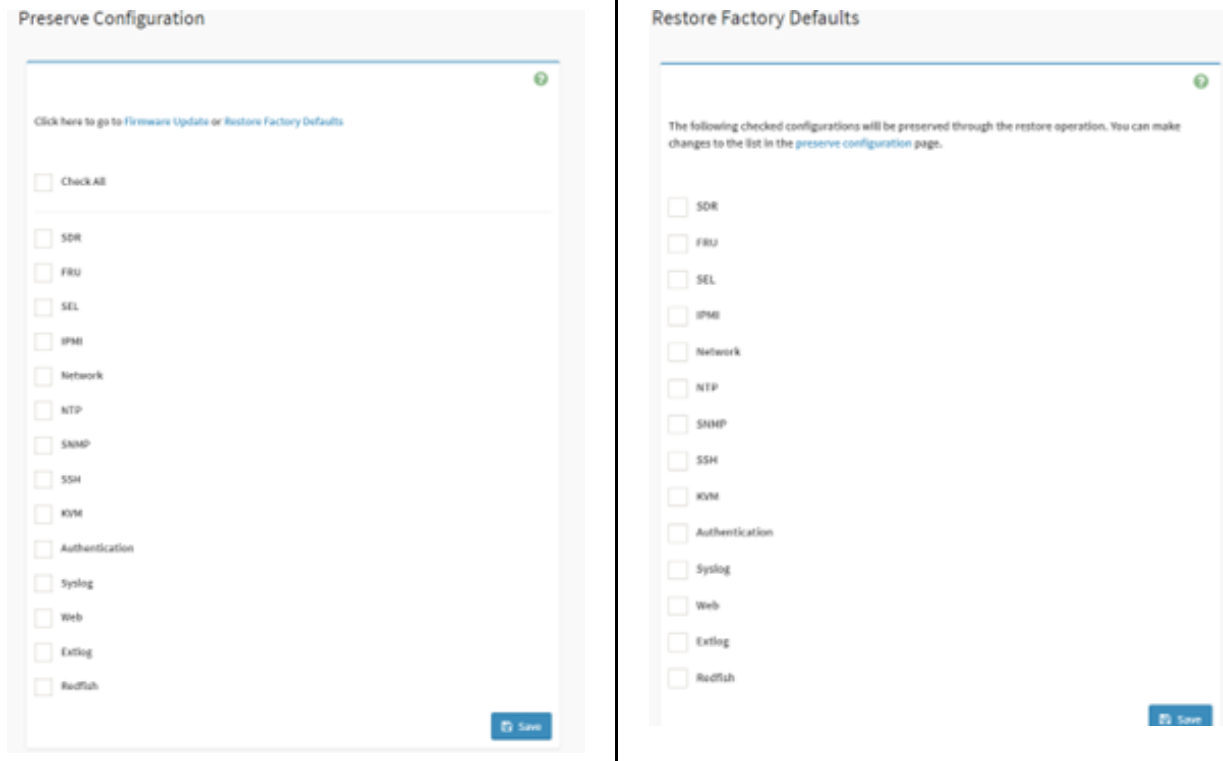 Preserve Configuration
Click here to go to Firmware Update or Restore Factory Defaults
Check All
SDR
FRU
SEL
IPMI
Network
NTP
SNMP
SSH
KVM
Authentication
Syslog
Web
Extlog
Redfish
Save
Restore Factory Defaults
The following checked configurations will be preserved through the restore operation. You can make
changes to the list in the preserve configuration page.
SDR
FRU
SEL
IPMI
Network
NTP
SNMP
SSH
KVM
Authentication
Syslog
Web
Extlog
Redfish
Save